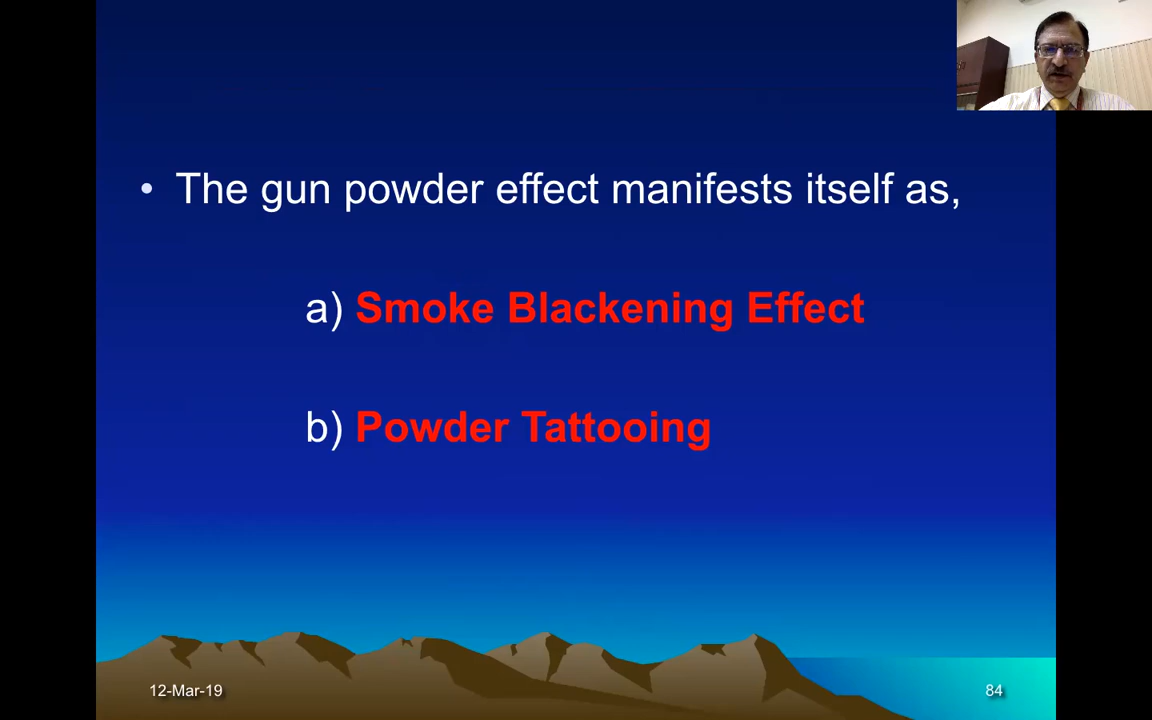 • The gun powder effect manifests itself as,
a) Smoke Blackening Effect
b) Powder Tattooing
12-Mar-19
84